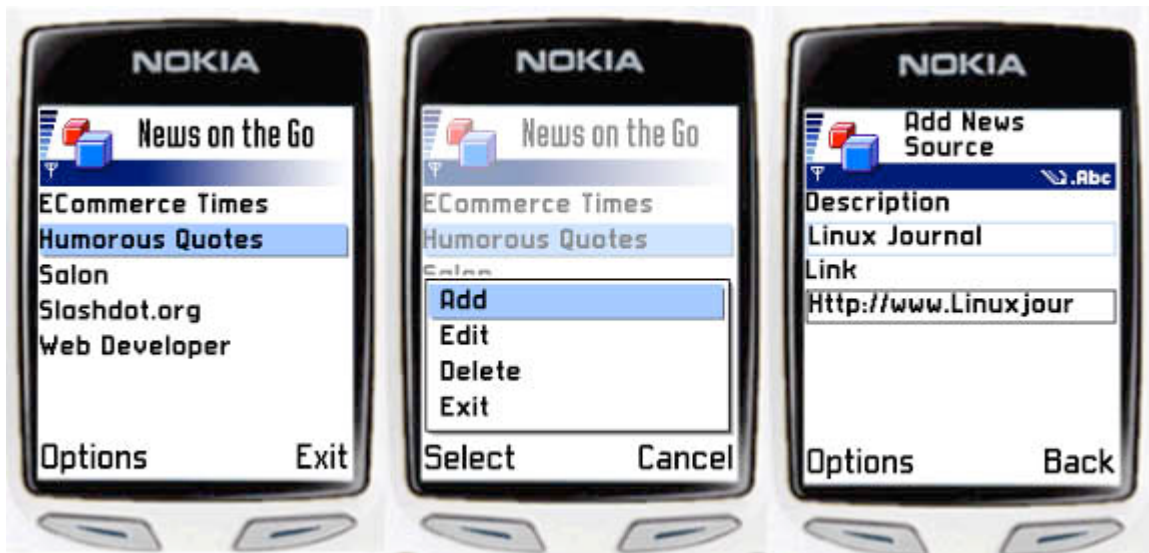 NOKIA
News on the Go
ECommerce Times
Humorous Quotes
Salon
Slashdot.org
Web Developer
Options Exit
NOKIA
News on the Go
ECommerce Times
Humorous Quotes
Salon
Add
Edit
Delete
Exit
Select Cancel
NOKIA
Add News
Source
.Abc
Description
Linux Journal
Link
Http://www.Linuxjour
Options Back